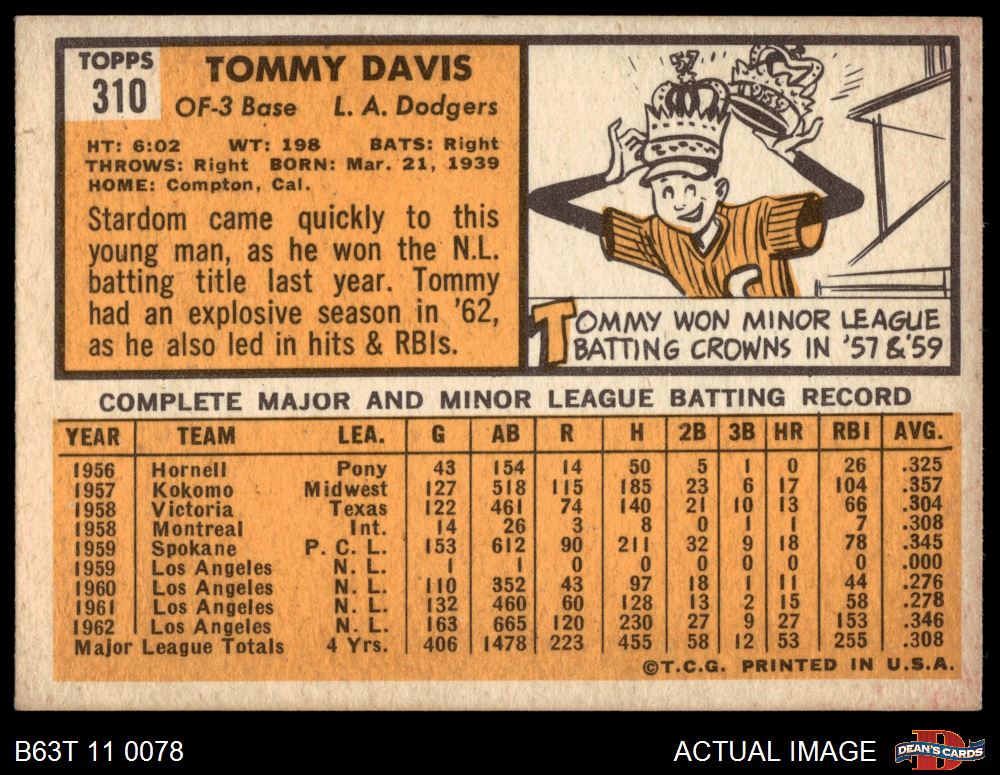 TOPPS
310
TOMMY DAVIS
OF-3 Base L. A. Dodgers
HT: 6:02 WT: 198 BATS: Right
THROWS: Right BORN: Mar. 21, 1939
HOME: Compton, Cal.
Stardom came quickly to this
young man, as he won the N.L.
batting title last year. Tommy
had an explosive season in '62,
as he also led in hits & RBIs.
57
1959
C
TOMMY WON MINOR LEAGUE
BATTING CROWNS IN '57 & '59
COMPLETE MAJOR AND MINOR LEAGUE BATTING RECORD
YEAR TEAM LEA. G AB R H 2B 3B HR RBI AVG.
1956 Hornell Pony 43 154 14 50 5 1 0 26 .325
1957 Kokomo Midwest 127 518 115 185 23 6 17 104 .357
1958 Victoria Texas 122 461 74 140 21 10 13 66 .304
1958 Montreal Int. 14 26 3 8 0 1 1 7 .308
1959 Spokane P. C. L. 153 612 90 211 32 9 18 78 .345
1959 Los Angeles N. L. 1 1 0 0 0 0 0 0 .000
1960 Los Angeles N. L. 110 352 43 97 18 1 11 44 .276
1961 Los Angeles N. L. 132 460 60 128 13 2 15 58 .278
1962 Los Angeles N. L. 163 665 120 230 27 9 27 153 .346
Major League Totals 4 Yrs. 406 1478 223 455 58 12 53 255 .308
©T.C.G. PRINTED IN U.S.A.
B63T 11 0078
ACTUAL IMAGE
DEAN'S CARDS